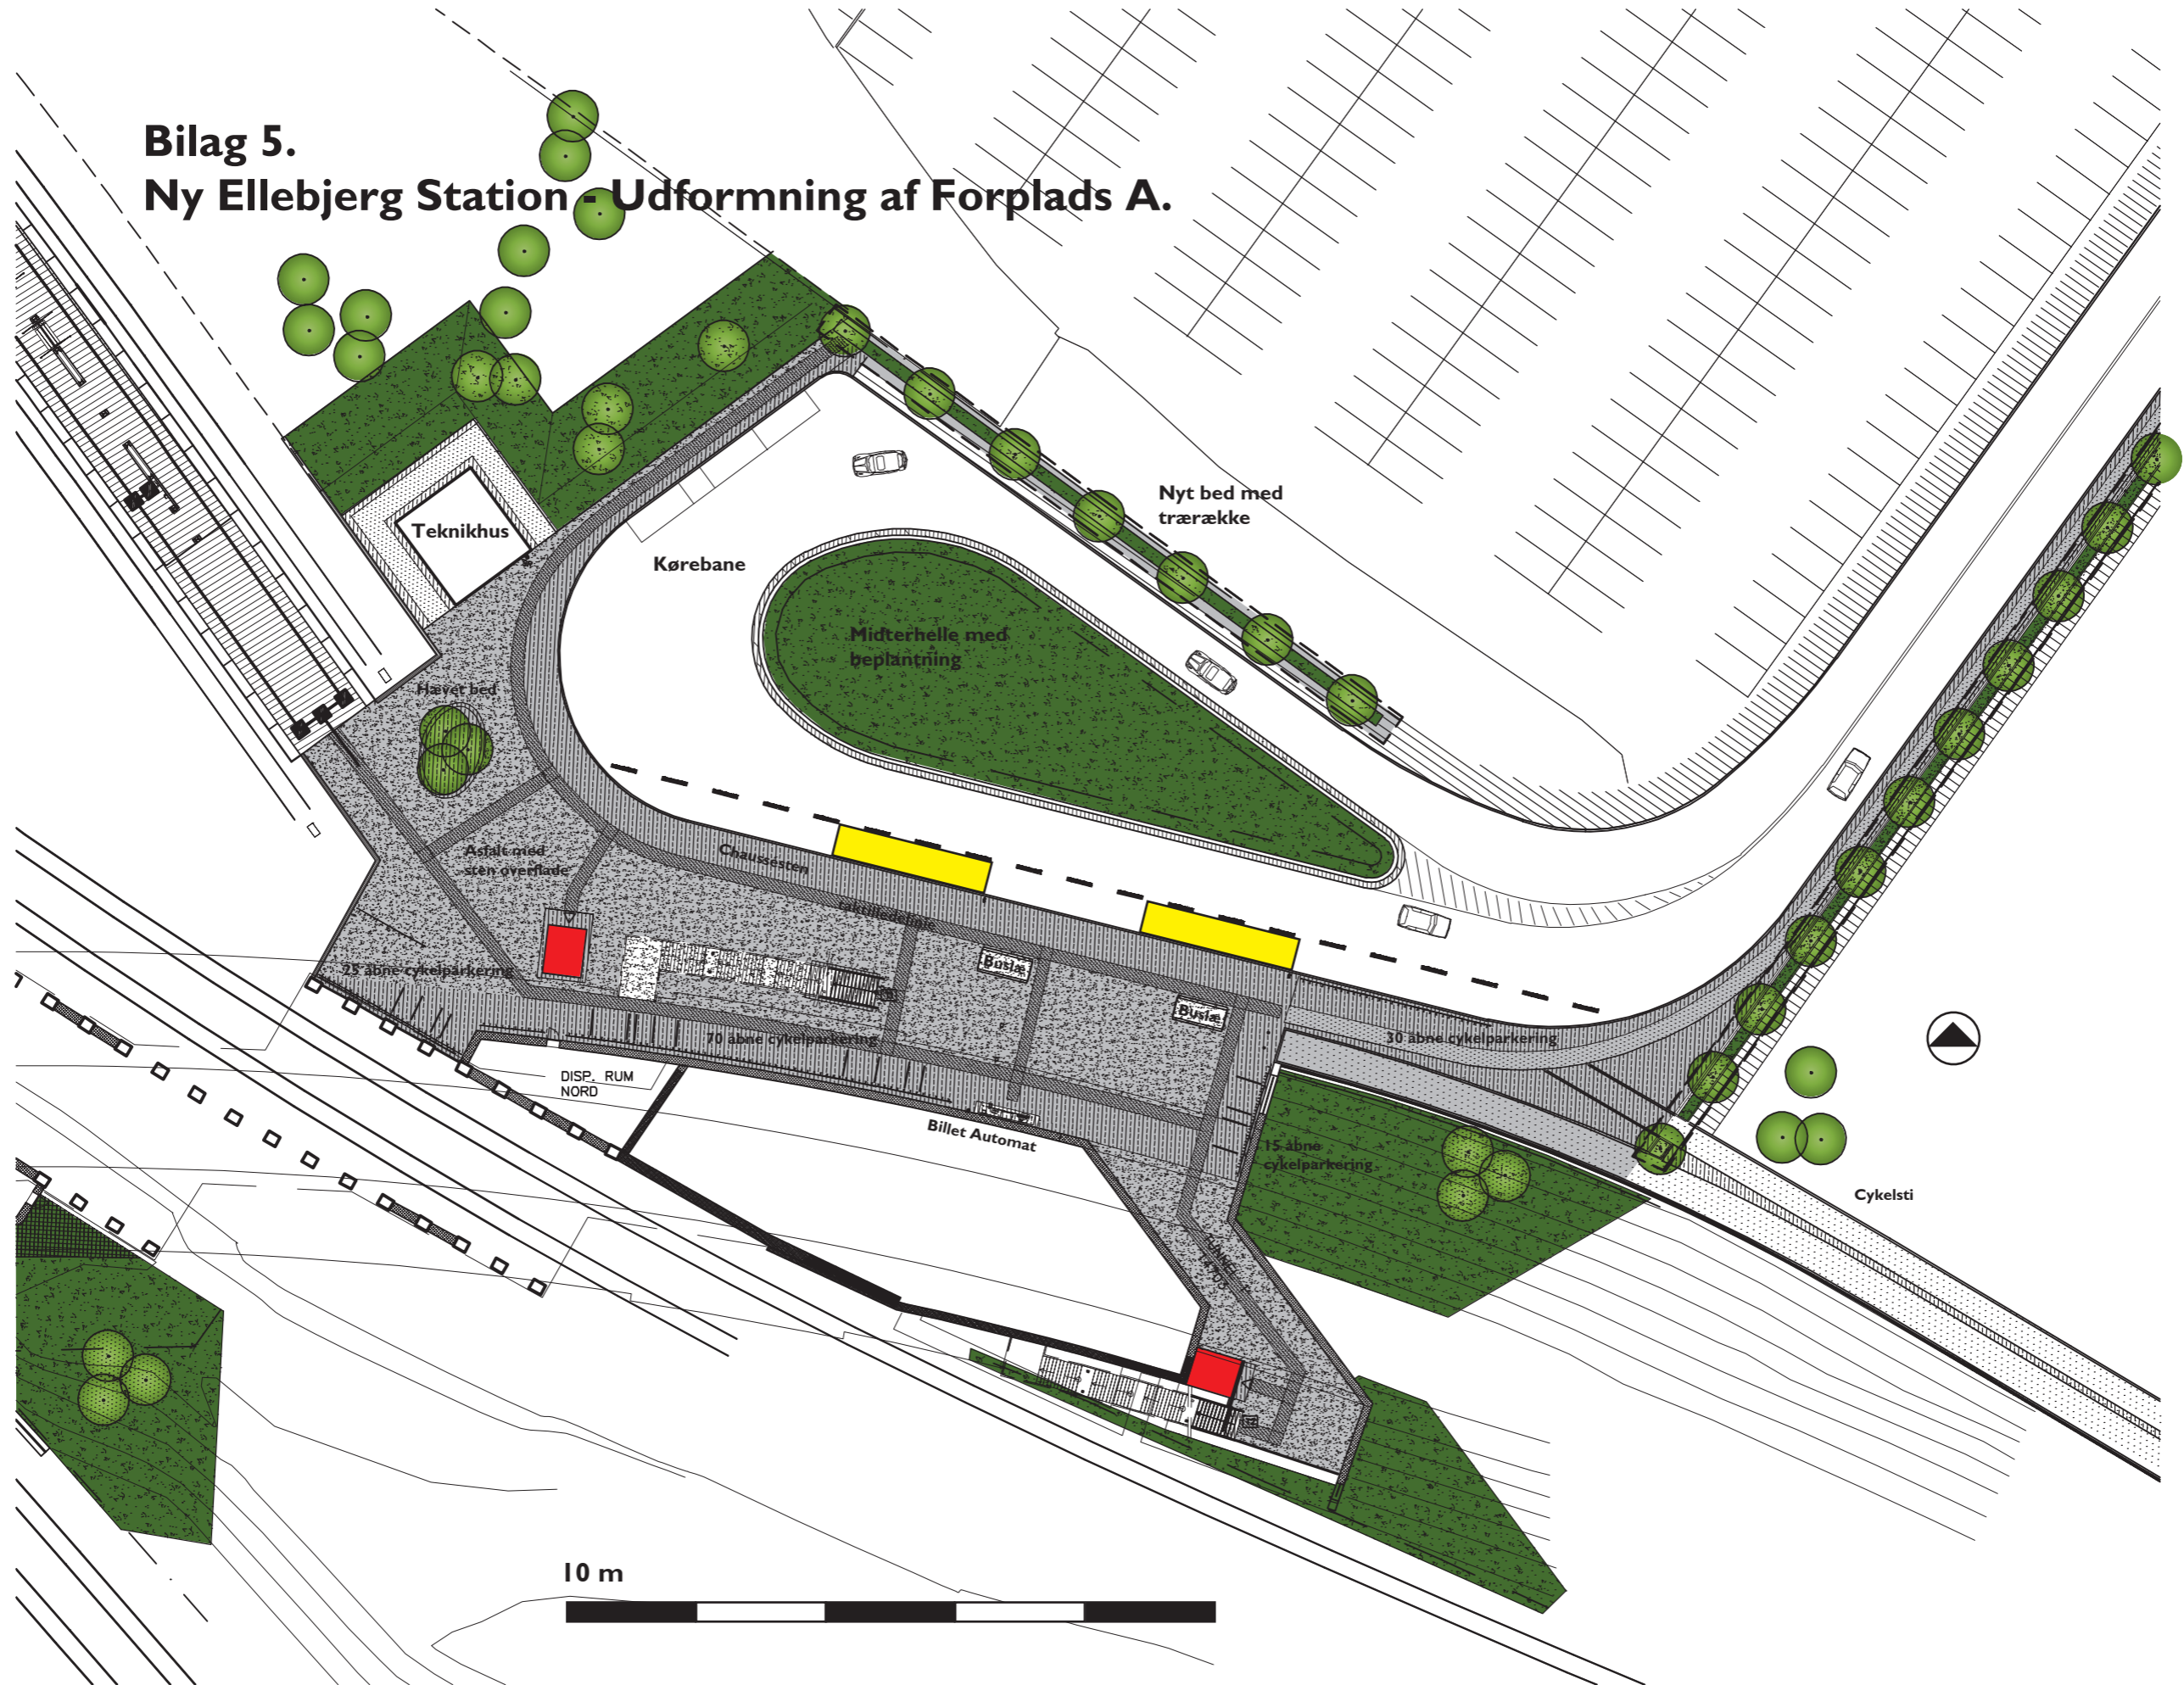 Bilag 5.
Ny Ellebjerg Station - Udformning af Forplads A.
Nyt bed med
trærække
Teknikhus
Kørebane
Midterhelle med
beplantning
Hævet bed
Asfalt med
sten overflade
Chaussesten
taktilledelinie
25 åbne cykelparkering
Buslæ
Buslæ
70 åbne cykelparkering
30 åbne cykelparkering
DISP. RUM
NORD
Billet Automat
15 åbne
cykelparkering
Cykelsti
10 m